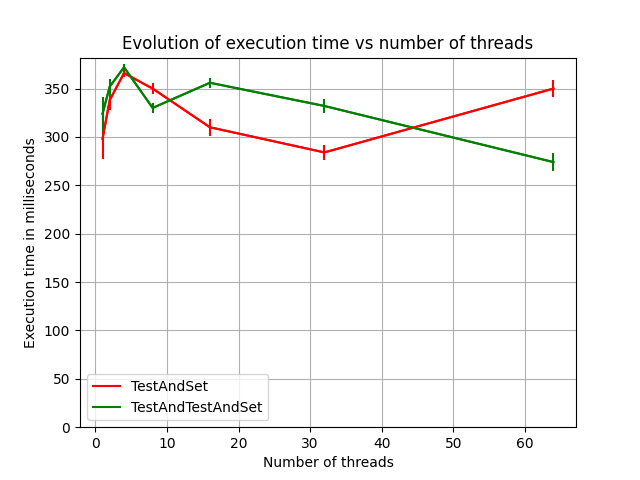 Evolution of execution time vs number of threads
Execution time in milliseconds
350
300
250
200
150
100
50
0
TestAndSet
TestAndTestAndSet
0 10 20 30 40 50 60
Number of threads